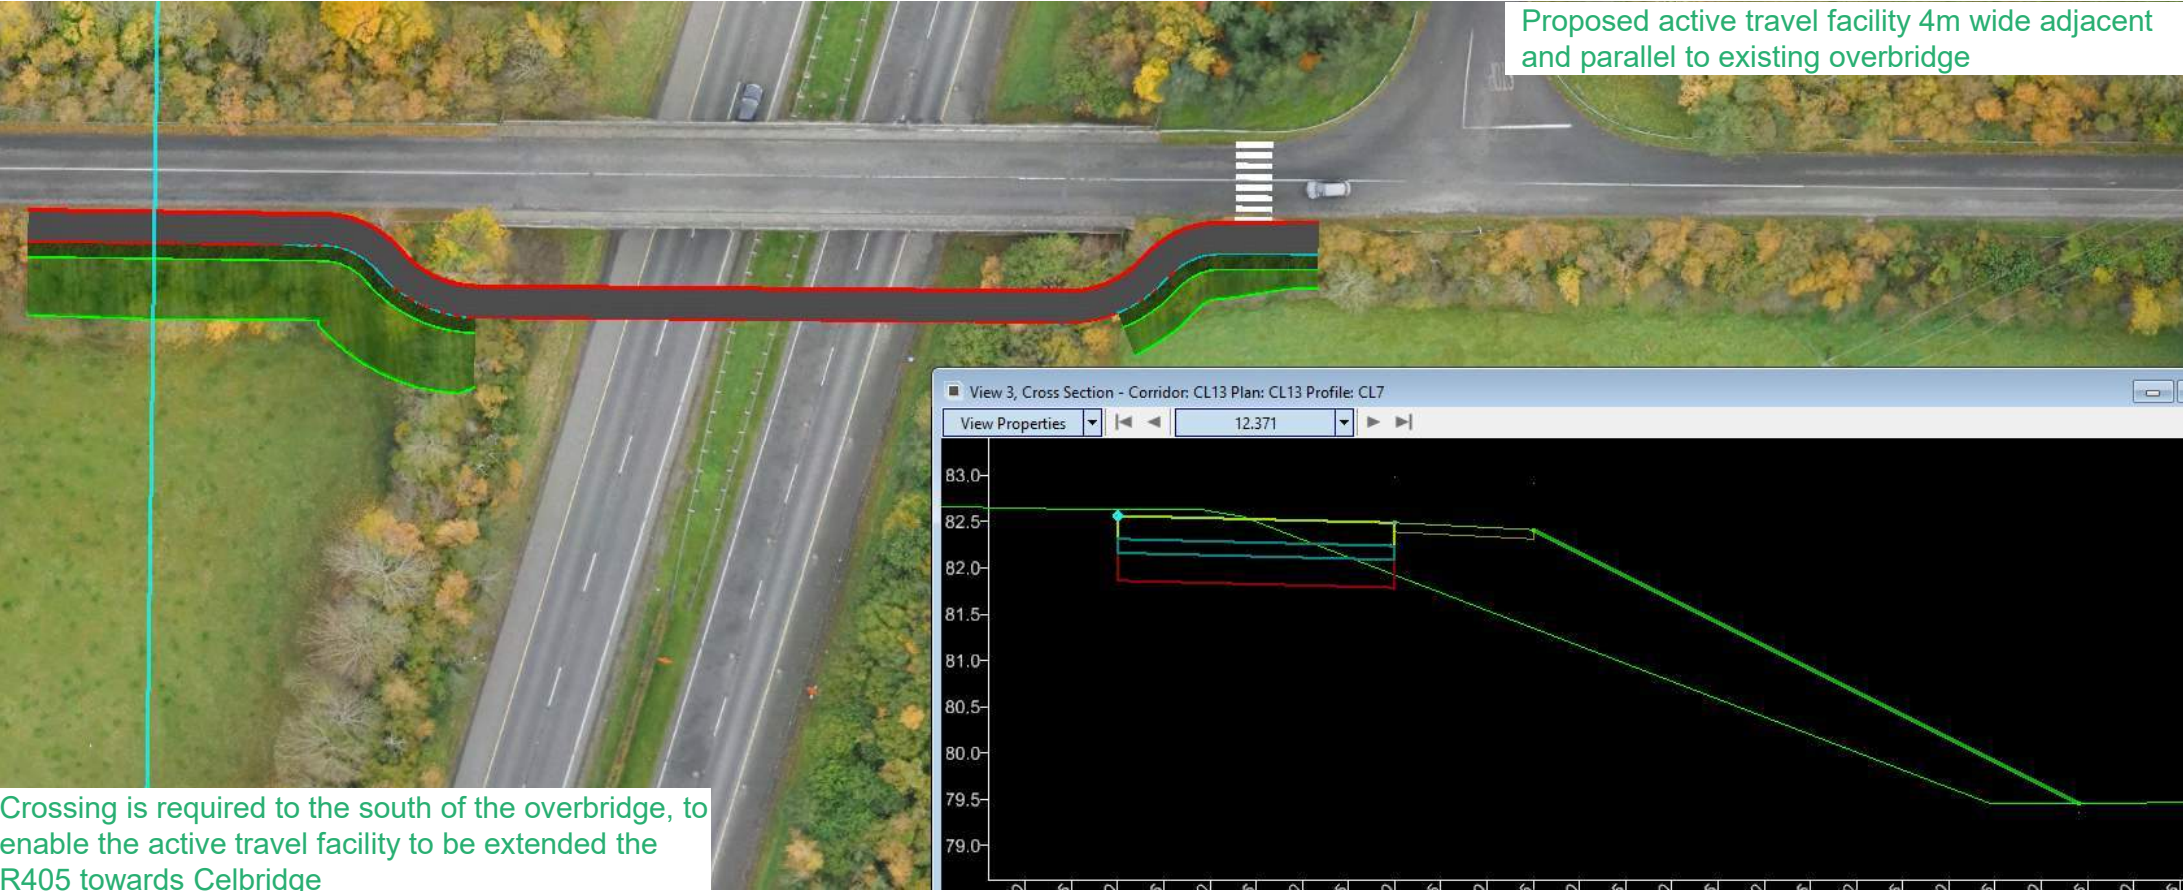 Proposed active travel facility 4m wide adjacent
and parallel to existing overbridge
View 3, Cross Section - Corridor: CL13 Plan: CL13 Profile: CL7
View Properties
12.371
83.0
82.5
82.0
81.5
81.0
80.5
80.0
79.5
79.0
Crossing is required to the south of the overbridge, to
enable the active travel facility to be extended the
R405 towards Celbridge